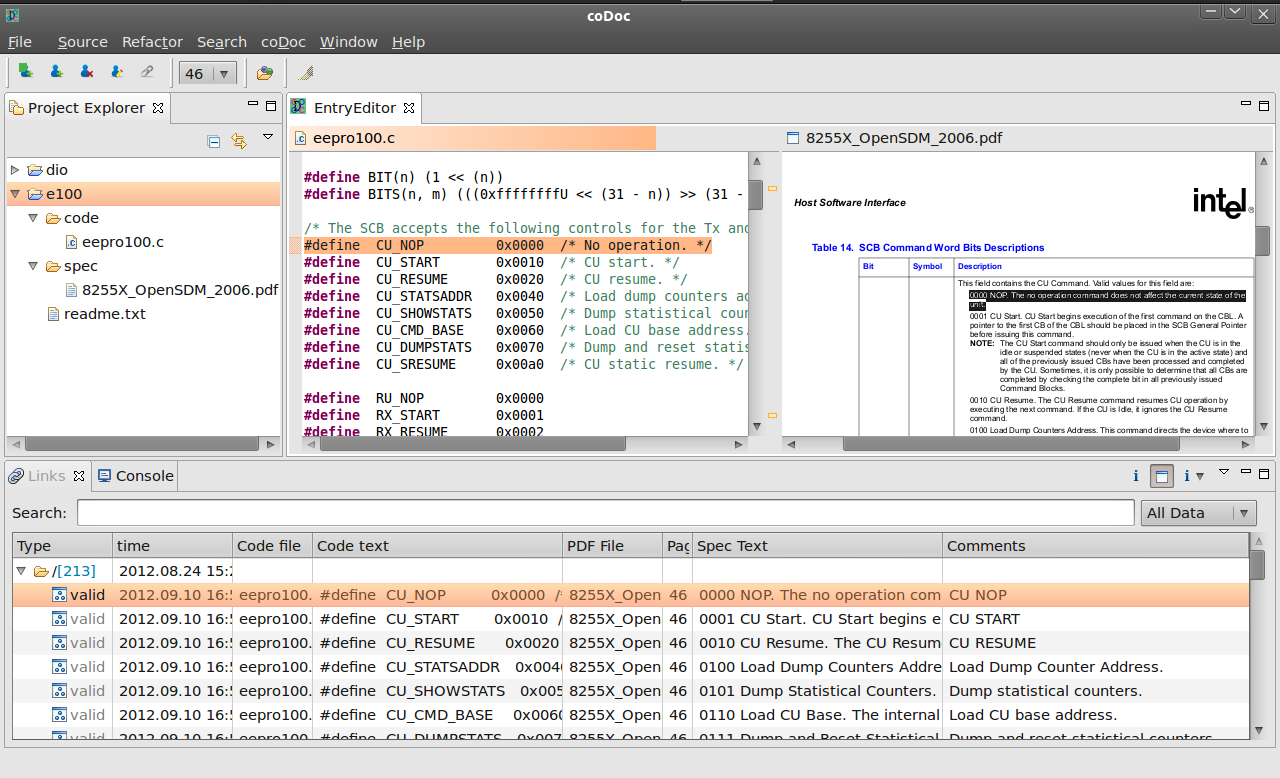 coDoc
File Source Refactor Search coDoc Window Help
46
Project Explorer
dio
e100
code
eepro100.c
spec
8255X_OpenSDM_2006.pdf
readme.txt
EntryEditor
eepro100.c
#define BIT(n) (1 << (n))
#define BITS(n, m) (((0xffffffffU << (31 - n)) >> (31 -
/* The SCB accepts the following controls for the Tx and
#define CU_NOP 0x0000 /* No operation. */
#define CU_START 0x0010 /* CU start. */
#define CU_RESUME 0x0020 /* CU resume. */
#define CU_STATSADDR 0x0040 /* Load dump counters ad
#define CU_SHOWSTATS 0x0050 /* Dump statistical coun
#define CU_CMD_BASE 0x0060 /* Load CU base address.
#define CU_DUMPSTATS 0x0070 /* Dump and reset statis
#define CU_SRESUME 0x00a0 /* CU static resume. */
#define RU_NOP 0x0000
#define RX_START 0x0001
#define RX_RESUME 0x0002
8255X_OpenSDM_2006.pdf
Host Software Interface
intel®
Table 14. SCB Command Word Bits Descriptions
Bit Symbol Description
This field contains the CU Command. Valid values for this field are:
0000 NOP. The no operation command does not affect the current state of the
unit.
0001 CU Start. CU Start begins execution of the first command on the CBL. A
pointer to the first CB of the CBL should be placed in the SCB General Pointer
before issuing this command.
NOTE: The CU Start command should only be issued when the CU is in the
idle or suspended states (never when the CU is in the active state) and
all of the previously issued CBs have been processed and completed
by the CU. Sometimes, it is only possible to determine that all CBs are
completed by checking the complete bit in all previously issued
Command Blocks.
0010 CU Resume. The CU Resume command resumes CU operation by
executing the next command. If the CU is Idle, it ignores the CU Resume
command.
0100 Load Dump Counters Address. This command directs the device where to
Links Console
Search: All Data
Type time Code file Code text PDF File Pag Spec Text Comments
/[213] 2012.08.24 15:2
valid 2012.09.10 16:5 eepro100. #define CU_NOP 0x0000 /* 8255X_Open 46 0000 NOP. The no operation com CU NOP
valid 2012.09.10 16:5 eepro100. #define CU_START 0x0010 / 8255X_Open 46 0001 CU Start. CU Start begins e CU START
valid 2012.09.10 16:5 eepro100. #define CU_RESUME 0x0020 8255X_Open 46 0010 CU Resume. The CU Resum CU RESUME
valid 2012.09.10 16:5 eepro100. #define CU_STATSADDR 0x004 8255X_Open 46 0100 Load Dump Counters Addre Load Dump Counter Address.
valid 2012.09.10 16:5 eepro100. #define CU_SHOWSTATS 0x005 8255X_Open 46 0101 Dump Statistical Counters. Dump statistical counters.
valid 2012.09.10 16:5 eepro100. #define CU_CMD_BASE 0x006 8255X_Open 46 0110 Load CU Base. The internal Load CU base address.
valid 2012.09.10 16:5 eepro100. #define CU_DUMPSTATS 0x007 8255X_Open 46 0111 Dump and Reset Statistical Dump and reset statistical counters